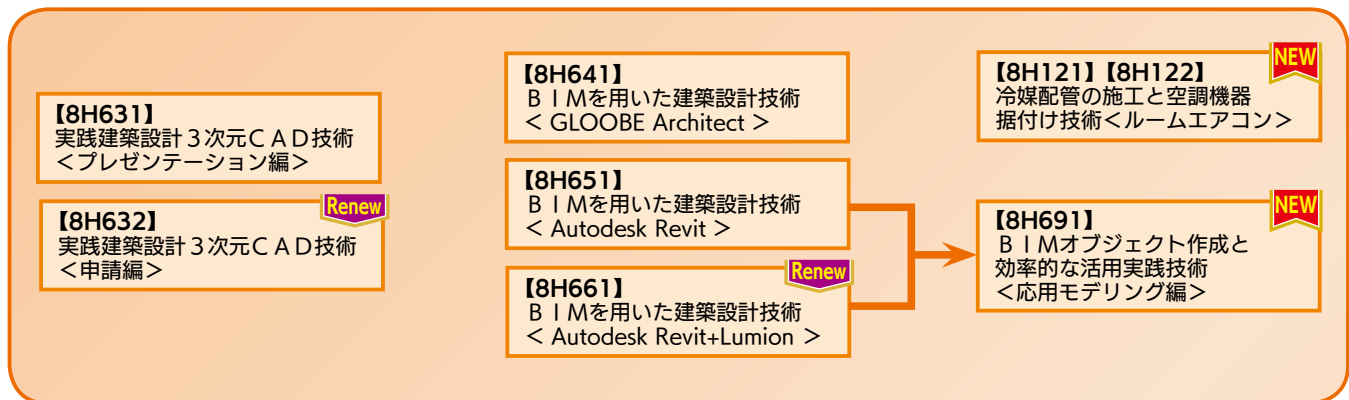 【8H631】
実践建築設計３次元ＣＡＤ技術
＜プレゼンテーション編＞
Renew
【8H632】
実践建築設計３次元ＣＡＤ技術
＜申請編＞
【8H641】
ＢＩＭを用いた建築設計技術
< GLOOBE Architect >
【8H651】
ＢＩＭを用いた建築設計技術
< Autodesk Revit >
Renew
【8H661】
ＢＩＭを用いた建築設計技術
< Autodesk Revit+Lumion >
NEW
【8H121】【8H122】
冷媒配管の施工と空調機器
据付け技術＜ルームエアコン＞
NEW
【8H691】
ＢＩＭオブジェクト作成と
効率的な活用実践技術
＜応用モデリング編＞